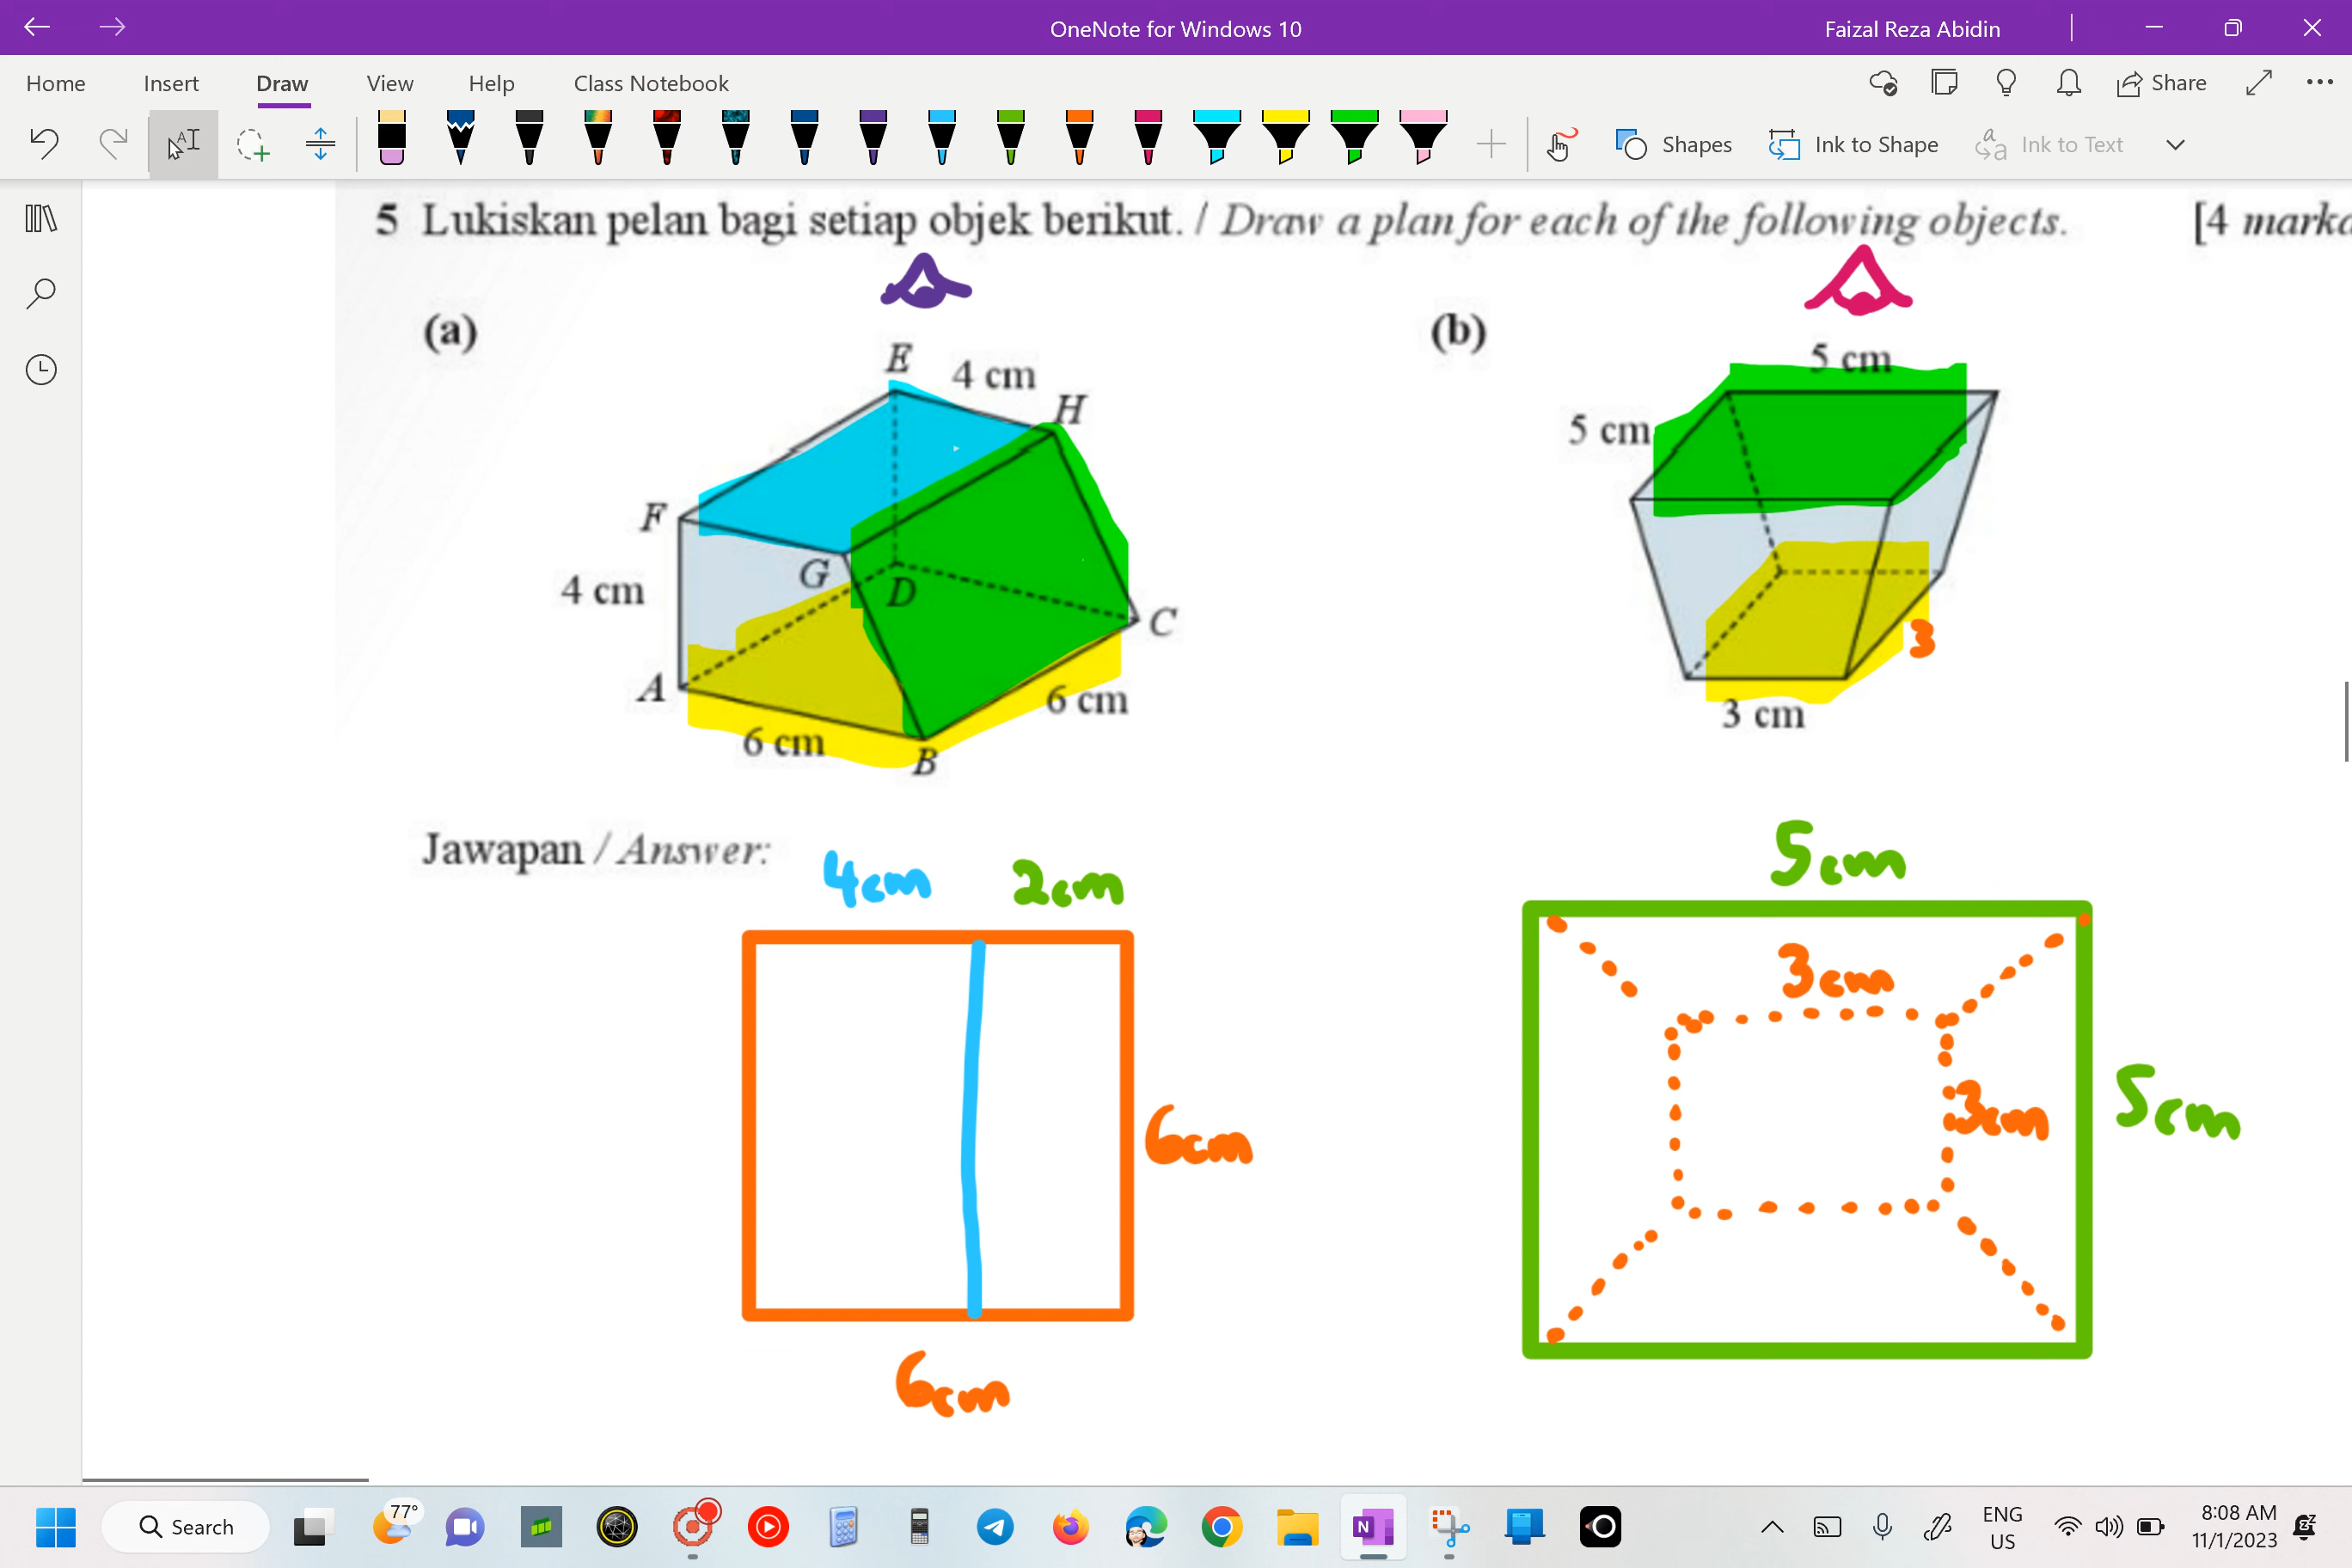 OneNote for Windows 10
Faizal Reza Abidin
Home Insert Draw View Help Class Notebook
Share
Shapes Ink to Shape Ink to Text
5 Lukiskan pelan bagi setiap objek berikut. / Draw a plan for each of the following objects. [4
(a)
E
4 cm
H
F
G
D
4 cm
C
A
6 cm
6 cm
B
(b)
5 cm
5 cm
3
3 cm
Jawapan / Answer:
4cm 2cm
6cm
6cm
5cm
3cm
3cm
5cm
77°
Search
ENG
US
8:08 AM
11/1/2023